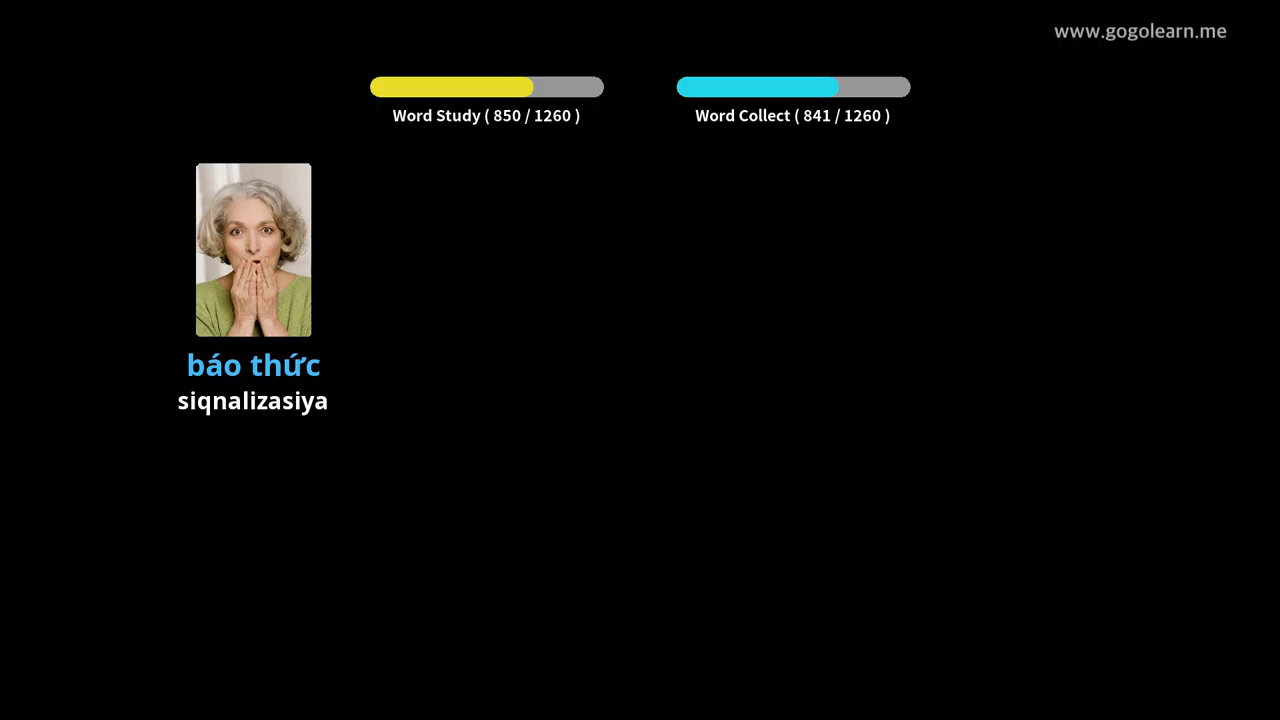 www.gogolearn.me
Word Study ( 850 / 1260 )
Word Collect ( 841 / 1260 )
báo thức
siqnalizasiya